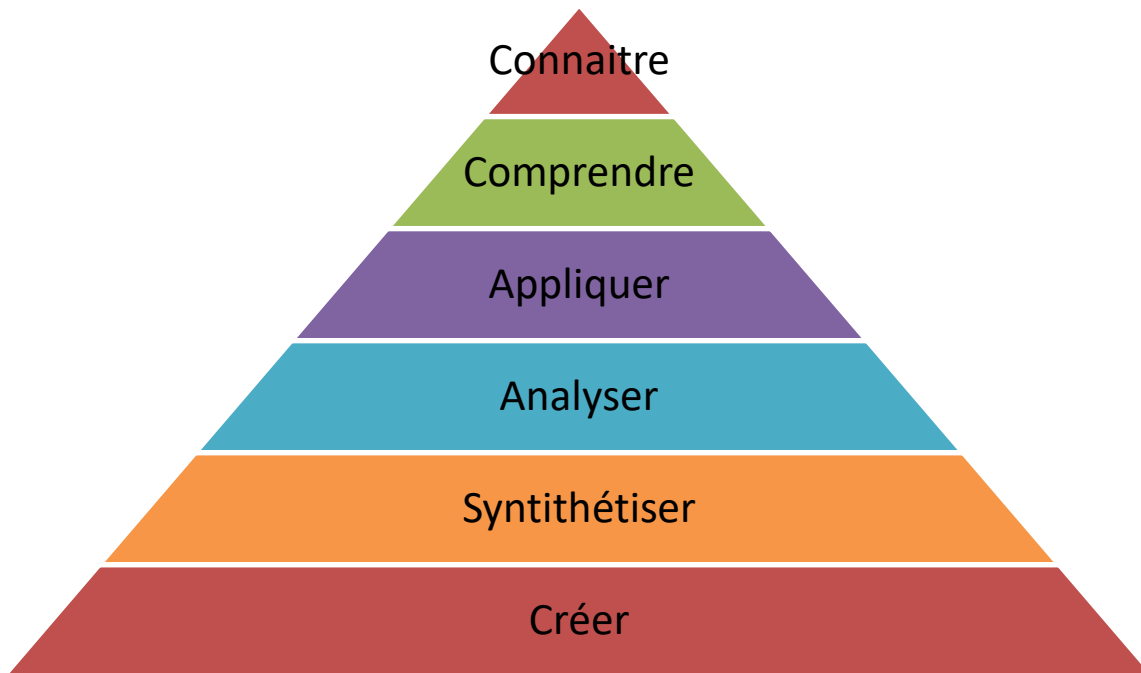 Connaitre
Comprendre
Appliquer
Analyser
Syntithétiser
Créer